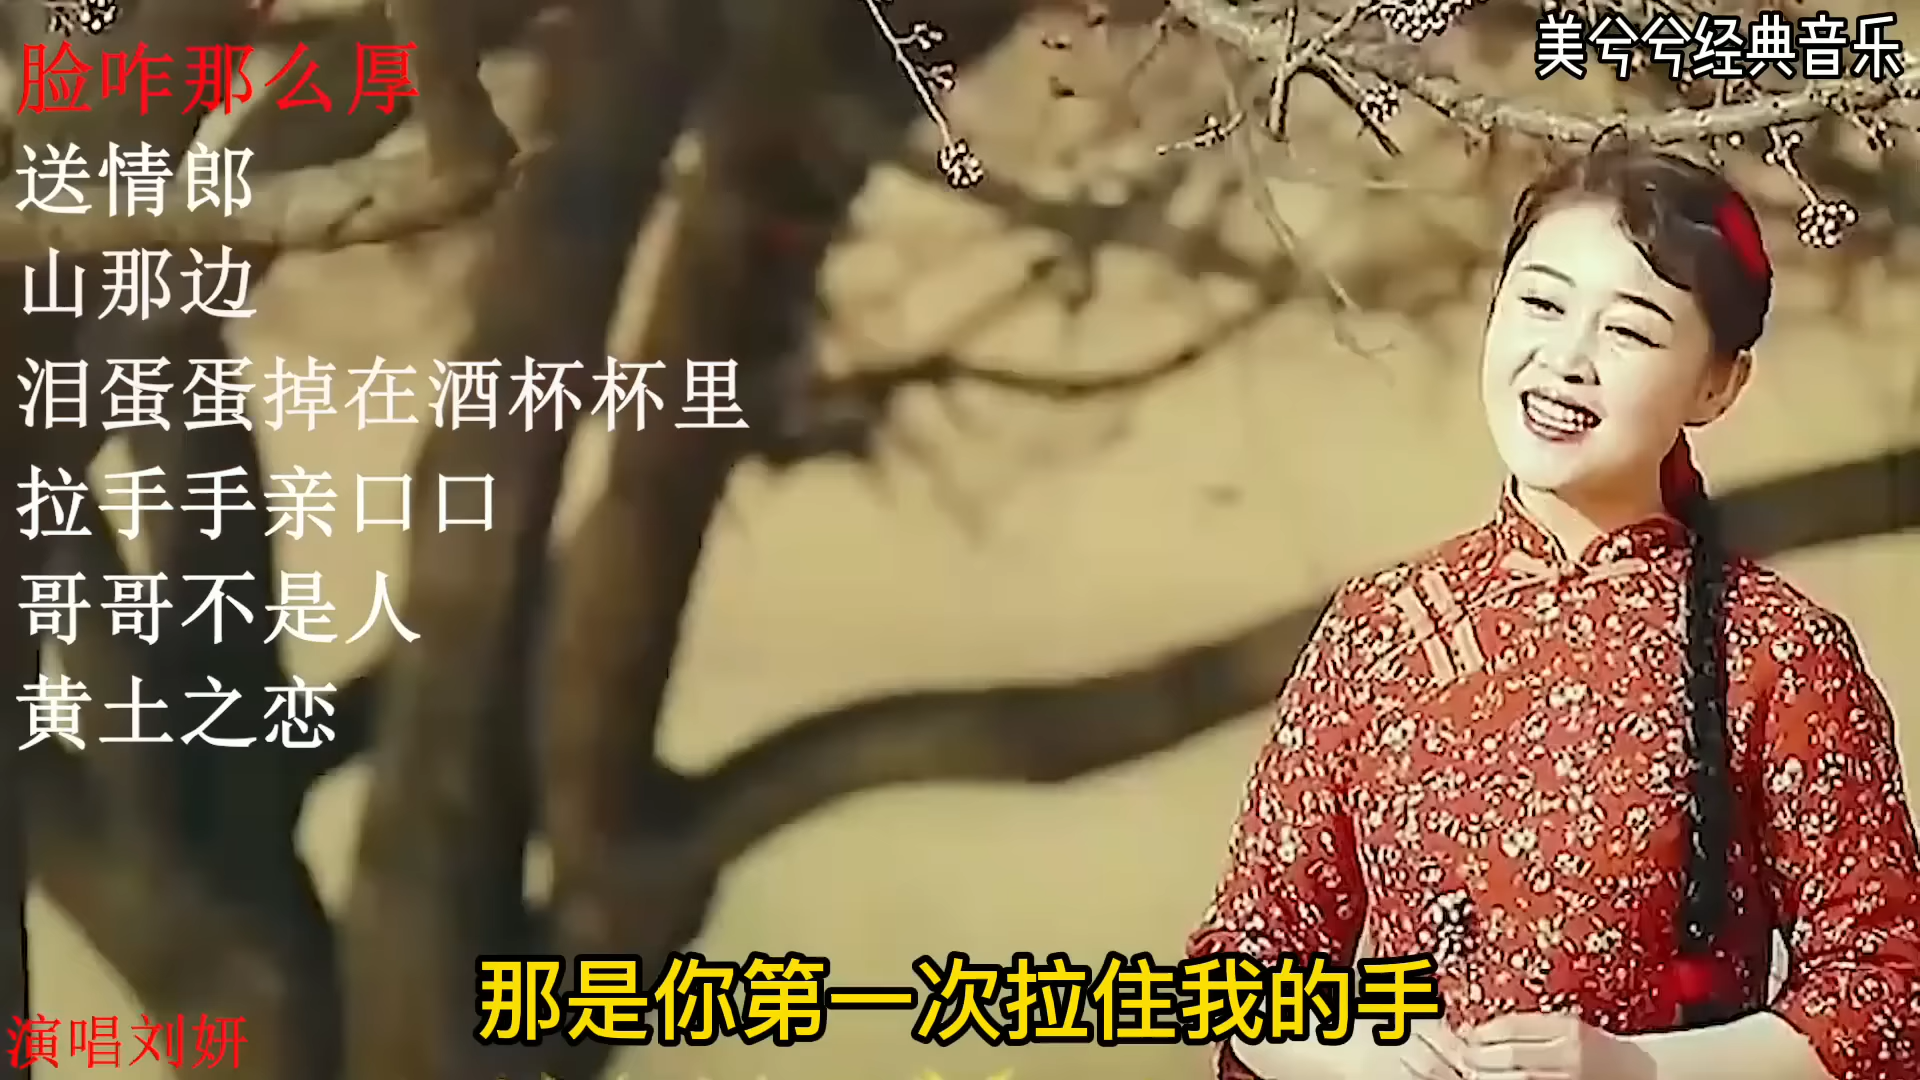 美兮兮经典音乐
脸咋那么厚
送情郎
山那边
泪蛋蛋掉在酒杯杯里
拉手手亲口口
哥哥不是人
黄土之恋
那是你第一次拉住我的手
演唱刘妍